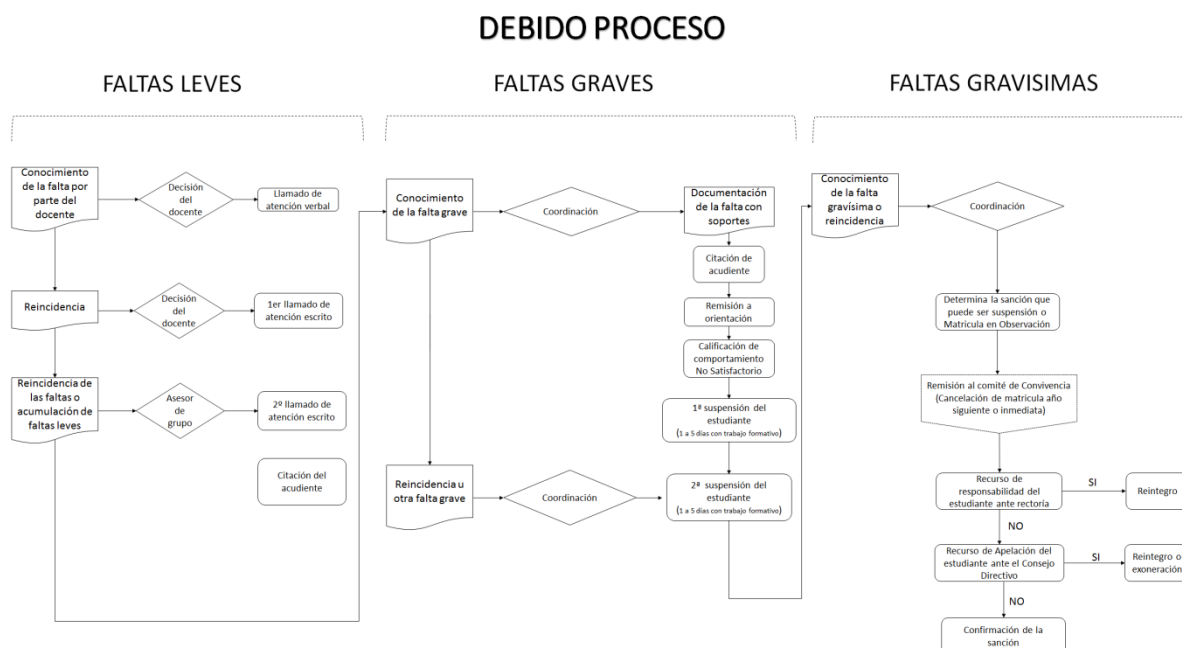 DEBIDO PROCESO
FALTAS LEVES
FALTAS GRAVES
FALTAS GRAVISIMAS
Conocimiento
de la falta por
parte del
docente
Decisión
del
docente
Llamado de
atención verbal
Reincidencia
Decisión
del
docente
1er llamado de
atención escrito
Reincidencia de
las faltas o
acumulación de
faltas leves
Asesor
de
grupo
2º llamado de
atención escrito
Citación del
acudiente
Conocimiento
de la falta grave
Coordinación
Documentación
de la falta con
soportes
Citación de
acudiente
Remisión a
orientación
Calificación de
comportamiento
No Satisfactorio
1ª suspensión del
estudiante
(1 a 5 días con trabajo formativo)
Reincidencia u
otra falta grave
Coordinación
2ª suspensión del
estudiante
(1 a 5 días con trabajo formativo)
Conocimiento
de la falta
gravísima o
reincidencia
Coordinación
Determina la sanción que
puede ser suspensión o
Matricula en Observación
Remisión al comité de Convivencia
(Cancelación de matricula año
siguiente o inmediata)
Recurso de
responsabilidad del
estudiante ante rectoría
SI
Reintegro
NO
Recurso de Apelación del
estudiante ante el Consejo
Directivo
SI
Reintegro o
exoneración
NO
Confirmación de la
sanción